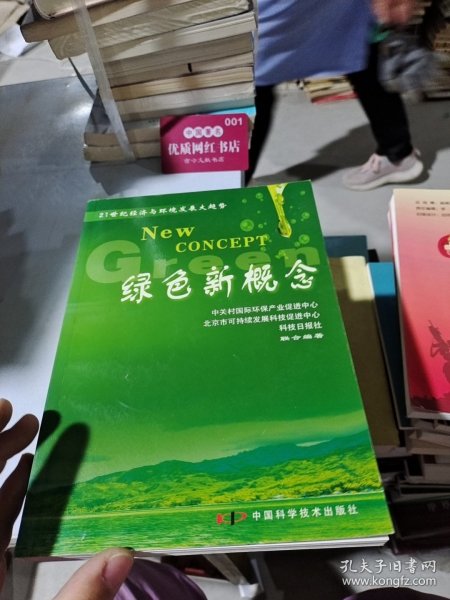 001
中国著名
优质网红书店
21世纪经济与环境发展大趋势
New
CONCEPT
Green
绿色新概念
中关村国际环保产业促进中心
北京市可持续发展科技促进中心
科技日报社
联合编著
中国科学技术出版社
孔夫子旧书网
www.kongfz.com